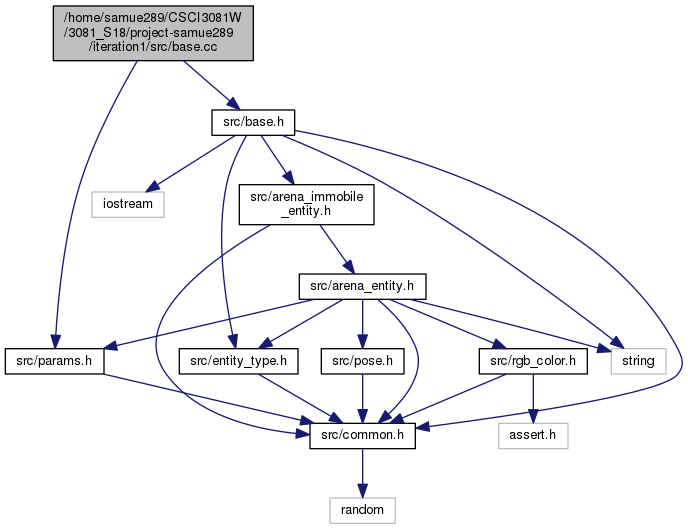 /home/samue289/CSCI3081W
/3081_S18/project-samue289
/iteration1/src/base.cc
src/base.h
iostream
src/arena_immobile
_entity.h
src/arena_entity.h
src/params.h
src/entity_type.h
src/pose.h
src/rgb_color.h
string
src/common.h
assert.h
random